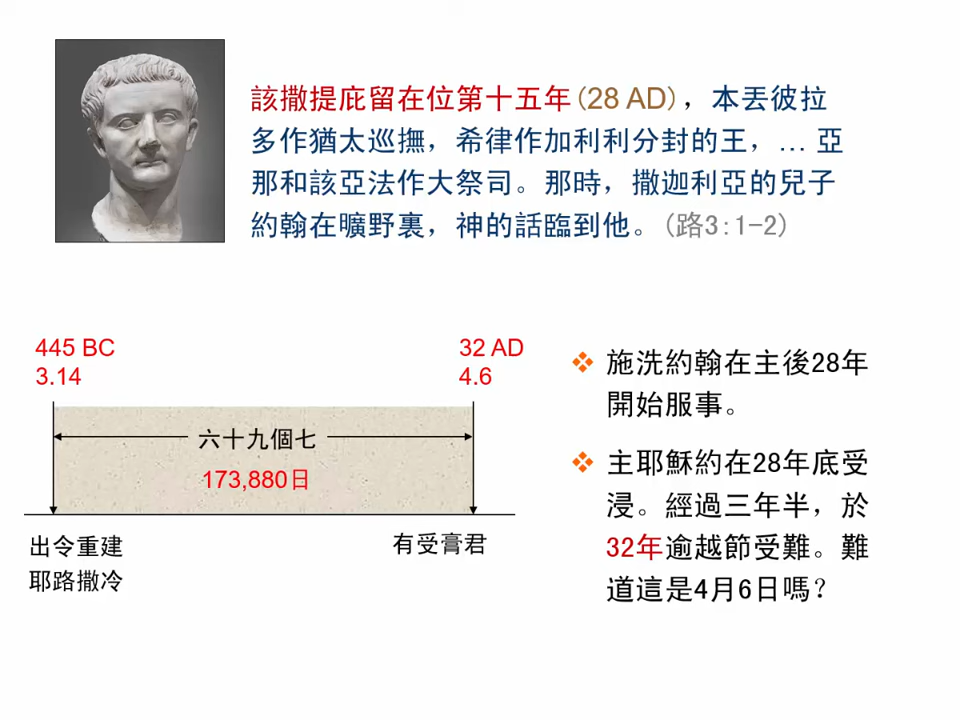 該撒提庇留在位第十五年(28 AD)，本丟彼拉
多作猶太巡撫，希律作加利利分封的王，… 亞
那和該亞法作大祭司。那時，撒迦利亞的兒子
約翰在曠野裏，神的話臨到他。(路3:1-2)
445 BC
3.14
32 AD
4.6
六十九個七
173,880日
出令重建
耶路撒冷
有受膏君
❖ 施洗約翰在主後28年
開始服事。
❖ 主耶穌約在28年底受
浸。經過三年半，於
32年逾越節受難。難
道這是4月6日嗎？